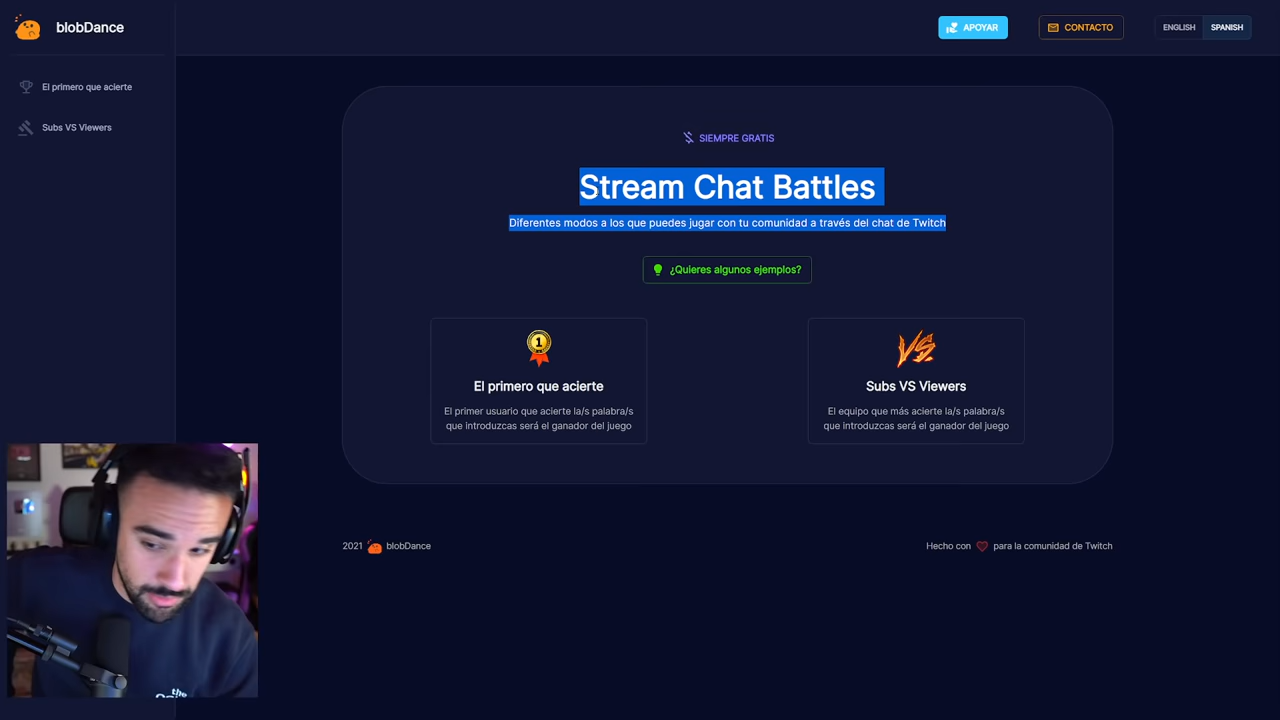 blobDance
APOYAR
CONTACTO
ENGLISH
SPANISH
El primero que acierte
Subs VS Viewers
SIEMPRE GRATIS
Stream Chat Battles
Diferentes modos a los que puedes jugar con tu comunidad a través del chat de Twitch
¿Quieres algunos ejemplos?
1
El primero que acierte
El primer usuario que acierte la/s palabra/s
que introduzcas será el ganador del juego
VS
Subs VS Viewers
El equipo que más acierte la/s palabra/s
que introduzcas será el ganador del juego
2021 blobDance
Hecho con para la comunidad de Twitch
the